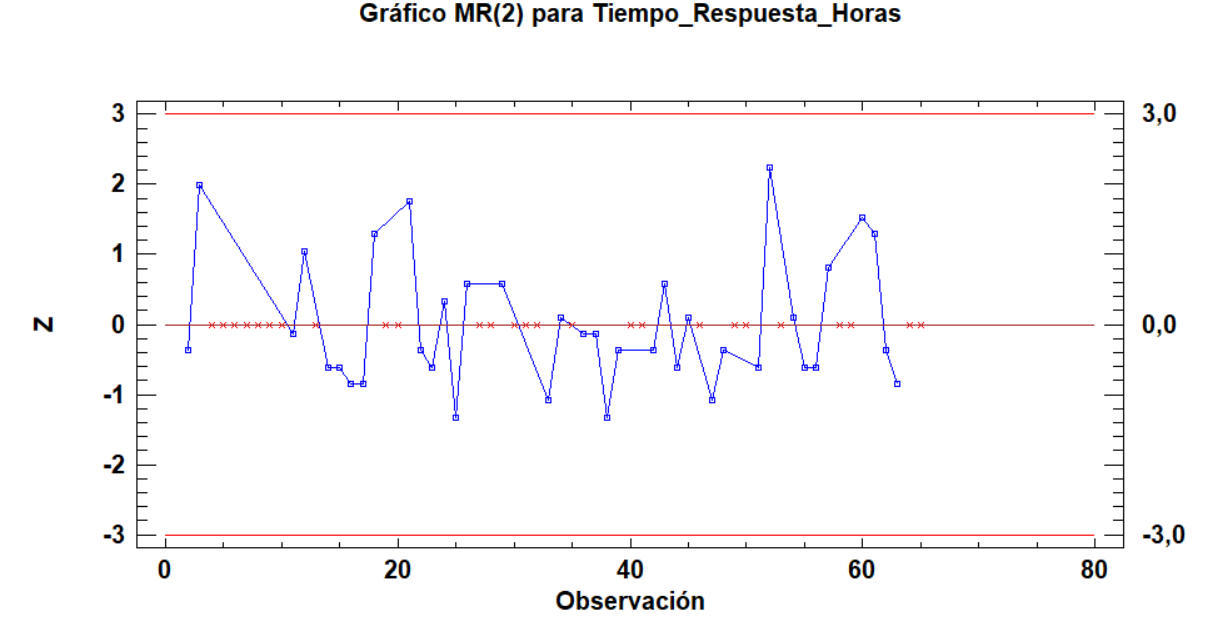 Gráfico MR(2) para Tiempo_Respuesta_Horas
3
2
1
0
-1
-2
-3
Z
3,0
0,0
-3,0
0 20 40 60 80
Observación